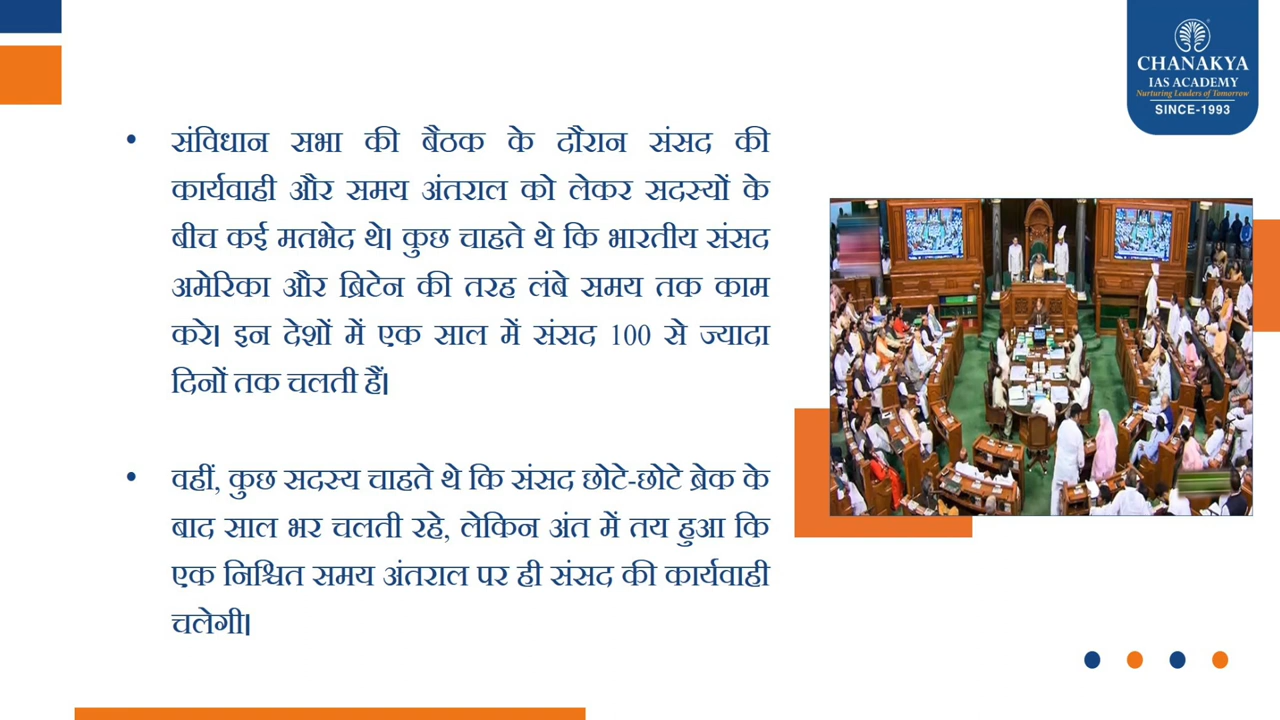 CHANAKYA
IAS ACADEMY
Nurturing Leaders of Tomorrow
SINCE-1993
• संविधान सभा की बैठक के दौरान संसद की
कार्यवाही और समय अंतराल को लेकर सदस्यों के
बीच कई मतभेद थे। कुछ चाहते थे कि भारतीय संसद
अमेरिका और ब्रिटेन की तरह लंबे समय तक काम
करे। इन देशों में एक साल में संसद 100 से ज्यादा
दिनों तक चलती हैं।
• वहीं, कुछ सदस्य चाहते थे कि संसद छोटे-छोटे ब्रेक के
बाद साल भर चलती रहे, लेकिन अंत में तय हुआ कि
एक निश्चित समय अंतराल पर ही संसद की कार्यवाही
चलेगी।